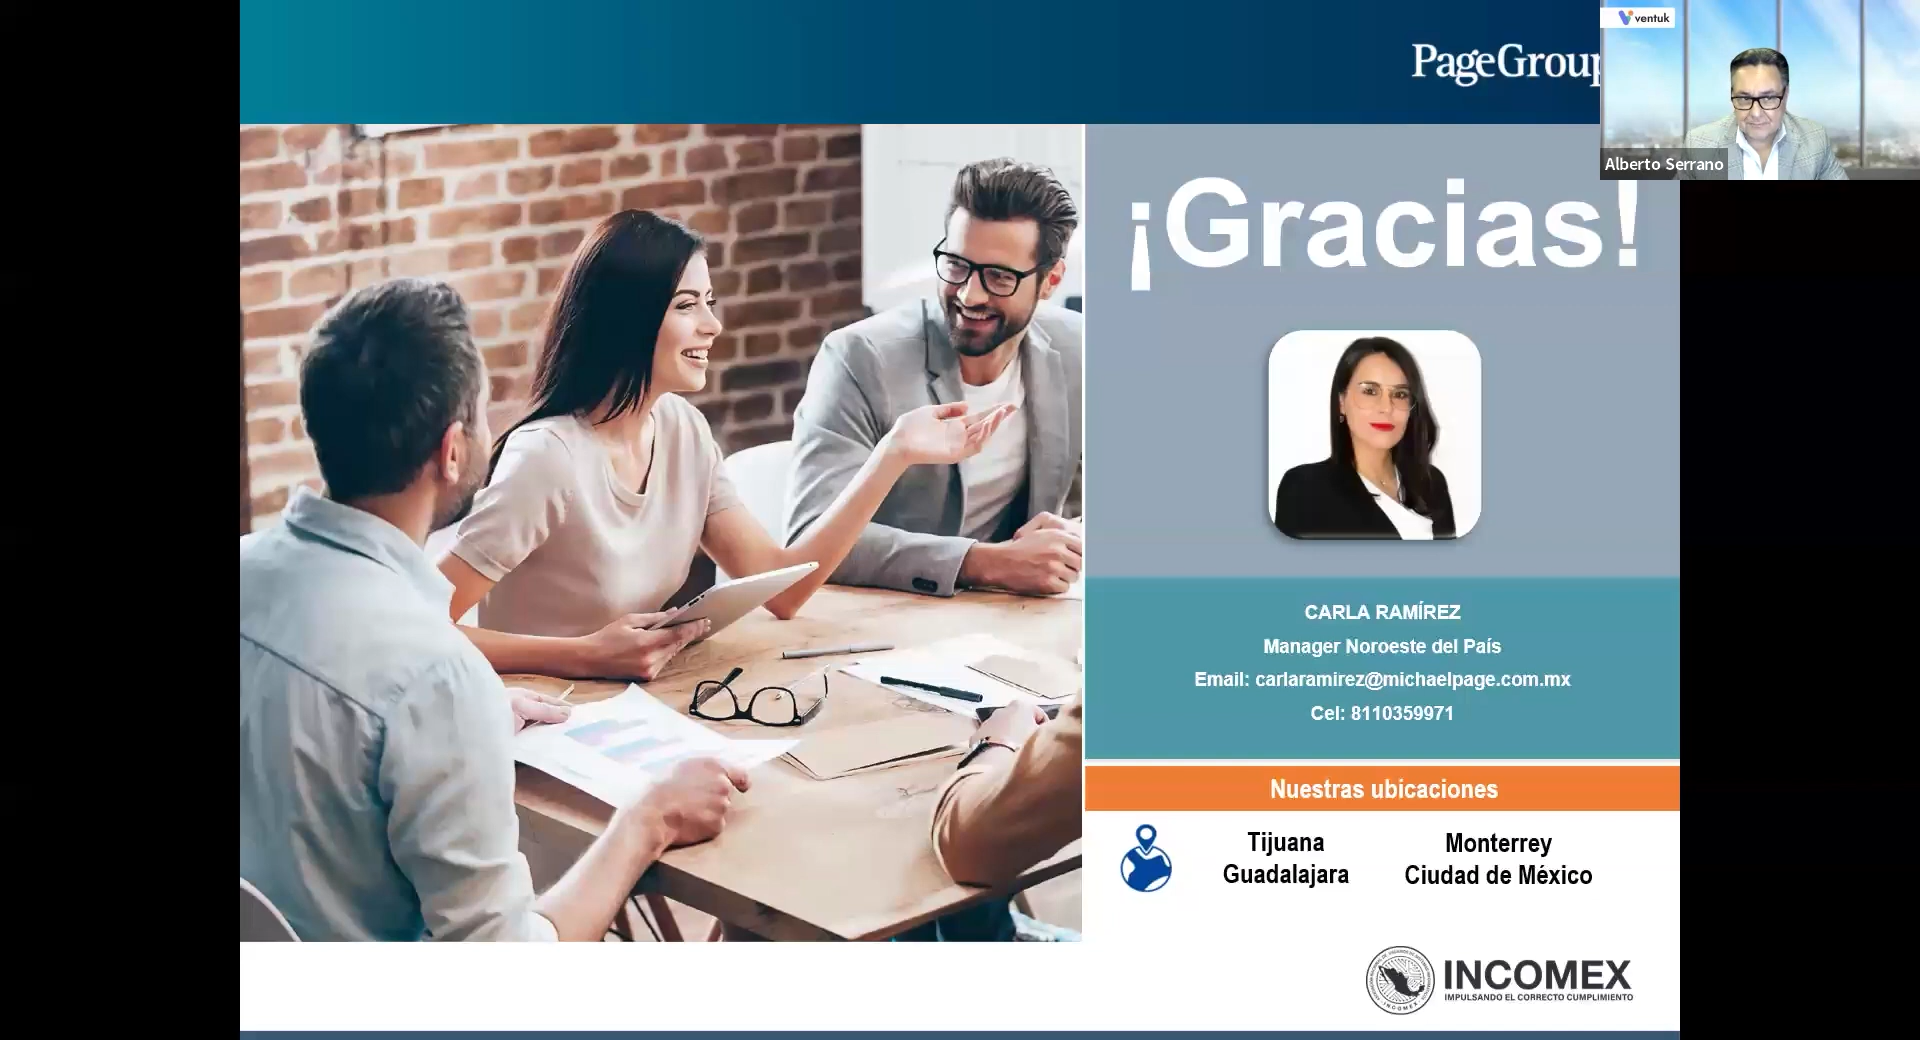 PageGroup
ventuk
Alberto Serrano
¡Gracias!
CARLA RAMÍREZ
Manager Noroeste del País
Email: carlaramirez@michaelpage.com.mx
Cel: 8110359971
Nuestras ubicaciones
Tijuana
Guadalajara
Monterrey
Ciudad de México
INCOMEX
IMPULSANDO EL CORRECTO CUMPLIMIENTO